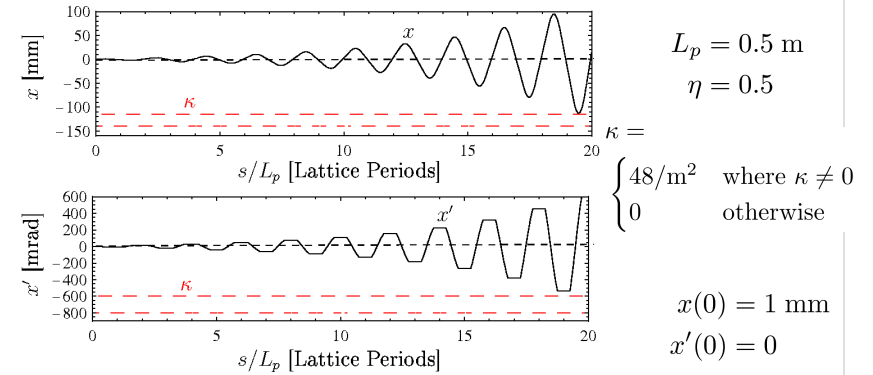 100
50
0
−50
−100
−150
x [mm]
x
κ
0
5
10
15
20
s/L_p [Lattice Periods]
600
400
200
0
−200
−400
−600
−800
x′ [mrad]
x′
κ
0
5
10
15
20
s/L_p [Lattice Periods]
L_p = 0.5 m
η = 0.5
κ =
48/m² where κ ≠ 0
0 otherwise
x(0) = 1 mm
x′(0) = 0